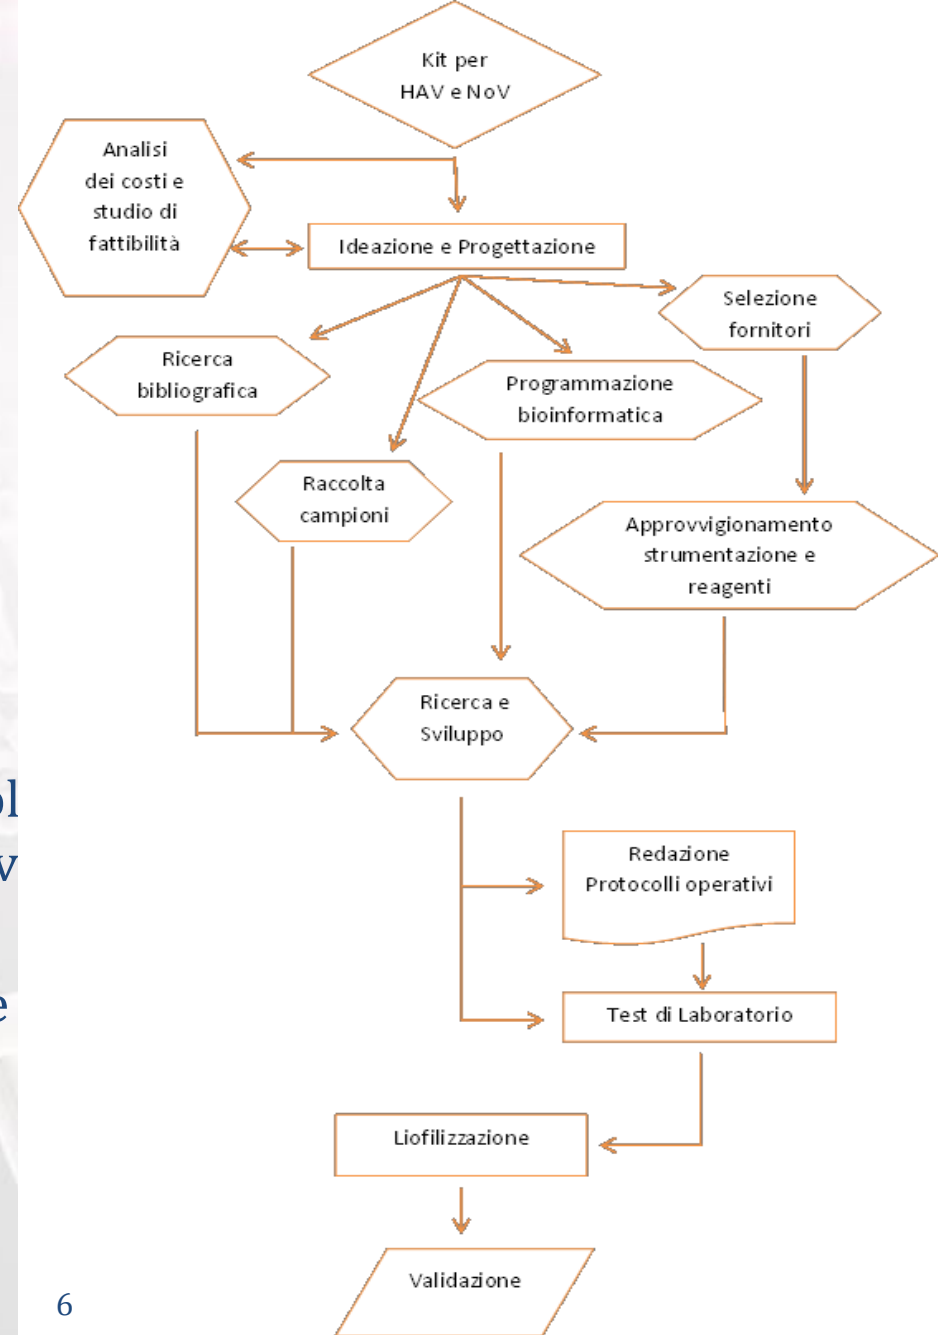 Kit per
HAV e NoV
Analisi
dei costi e
studio di
fattibilità
Ideazione e Progettazione
Selezione
fornitori
Ricerca
bibliografica
Programmazione
bioinformatica
Raccolta
campioni
Approvvigionamento
strumentazione e
reagenti
Ricerca e
Sviluppo
Redazione
Protocolli operativi
Test di Laboratorio
Liofilizzazione
Validazione
6